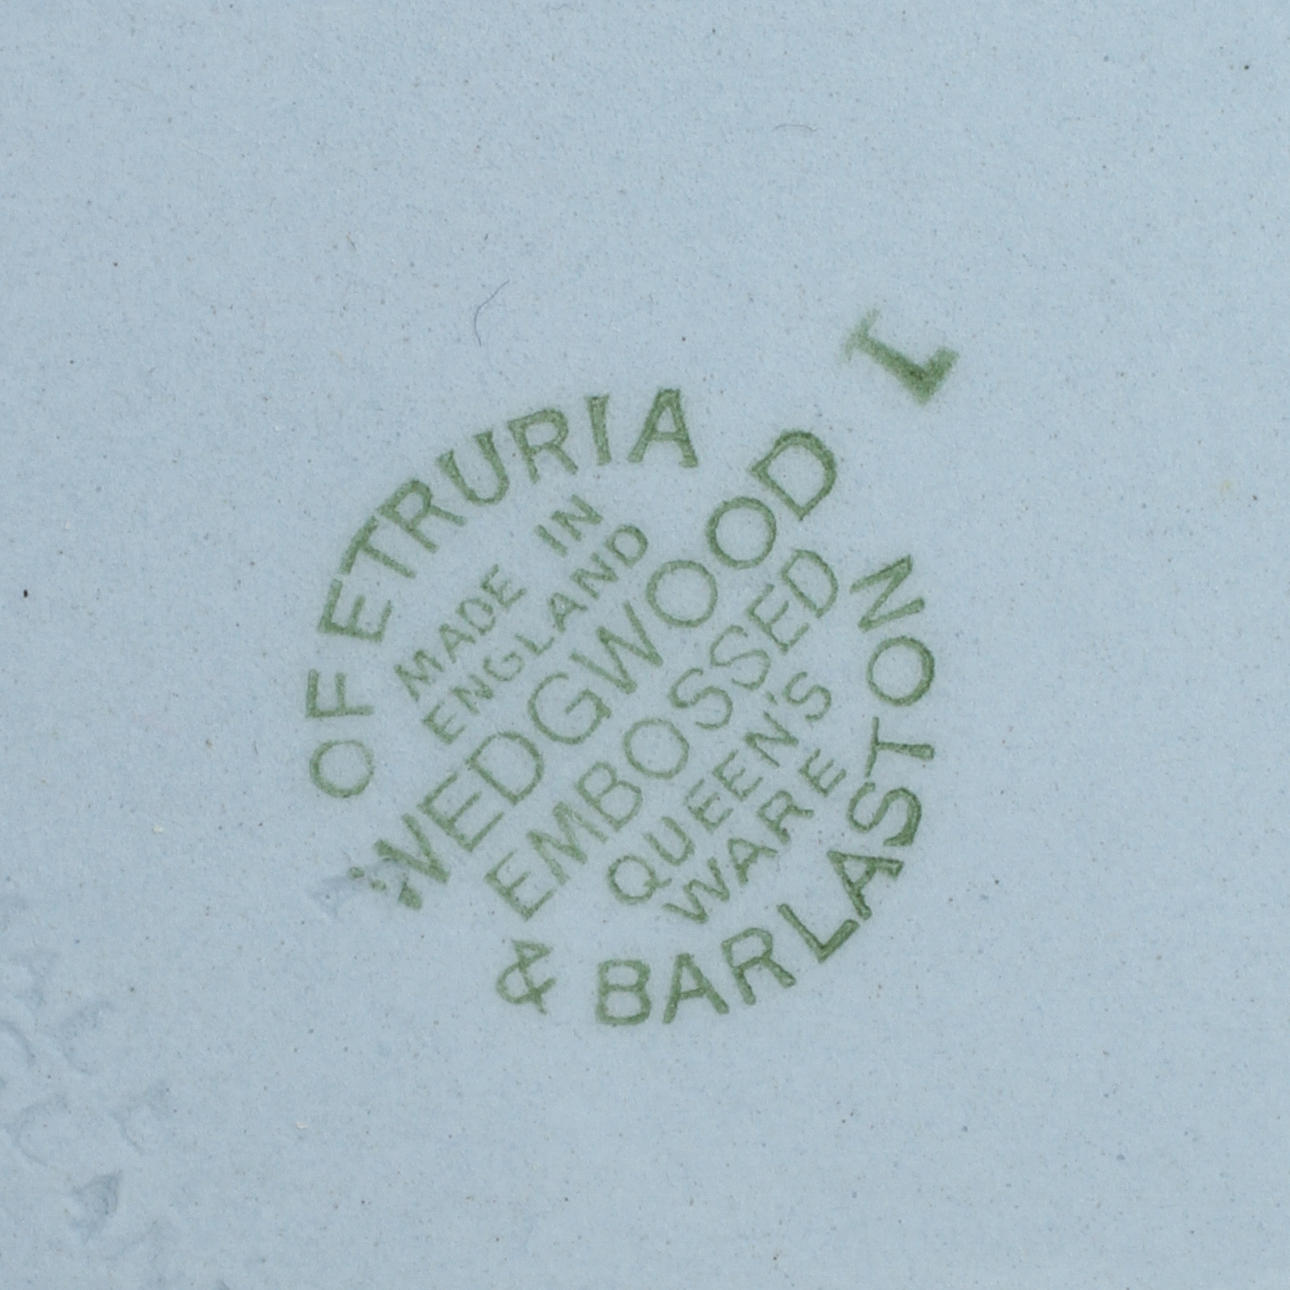 OF ETRURIA
MADE IN
ENGLAND
WEDGWOOD
EMBOSSED
QUEEN'S
WARE
& BARLASTON